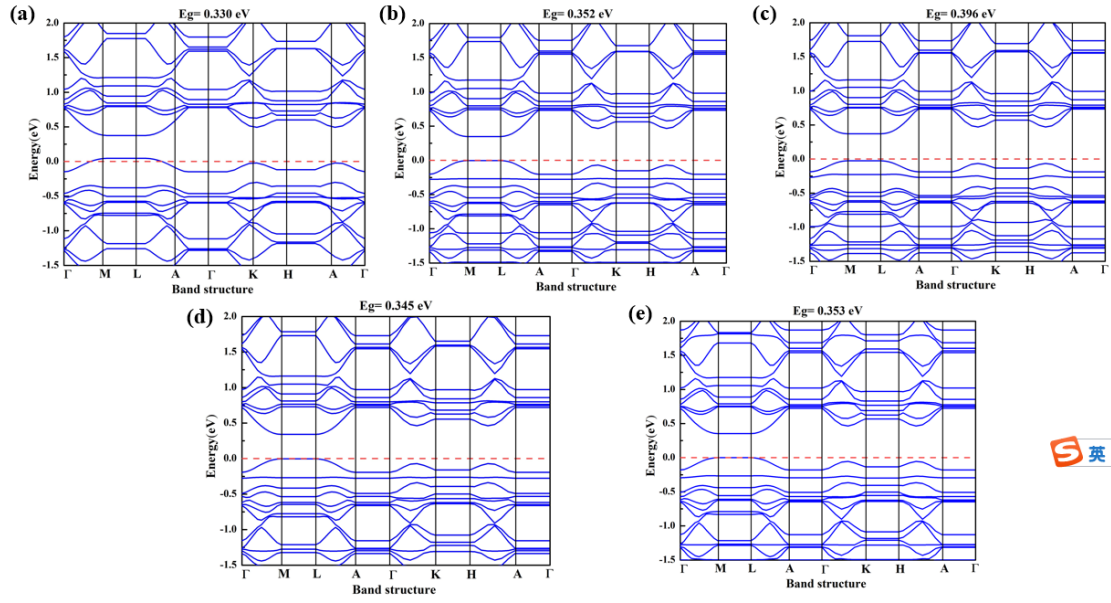 (a)
Eg= 0.330 eV
2.0
1.5
1.0
0.5
0.0
-0.5
-1.0
-1.5
Energy(eV)
Γ M L A Γ K H A Γ
Band structure
(b)
Eg= 0.352 eV
2.0
1.5
1.0
0.5
0.0
-0.5
-1.0
-1.5
Energy(eV)
Γ M L A Γ K H A Γ
Band structure
(c)
Eg= 0.396 eV
2.0
1.5
1.0
0.5
0.0
-0.5
-1.0
-1.5
Energy(eV)
Γ M L A Γ K H A Γ
Band structure
(d)
Eg= 0.345 eV
2.0
1.5
1.0
0.5
0.0
-0.5
-1.0
-1.5
Energy(eV)
Γ M L A Γ K H A Γ
Band structure
(e)
Eg= 0.353 eV
2.0
1.5
1.0
0.5
0.0
-0.5
-1.0
-1.5
Energy(eV)
Γ M L A Γ K H A Γ
Band structure
S 英